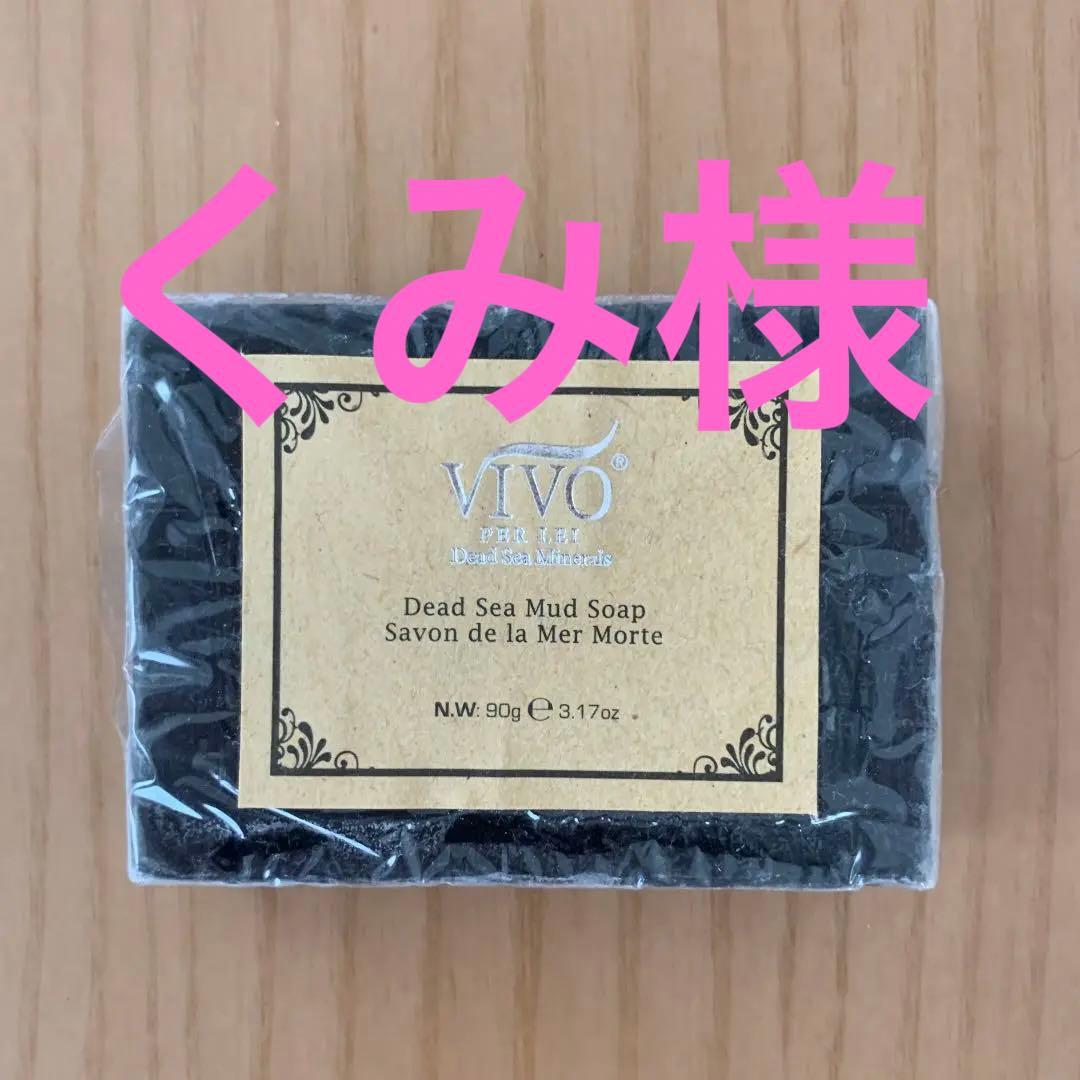 くみ様
VIVO®
PER LEI
Dead Sea Minerals
Dead Sea Mud Soap
Savon de la Mer Morte
N.W: 90g ℮ 3.17oz